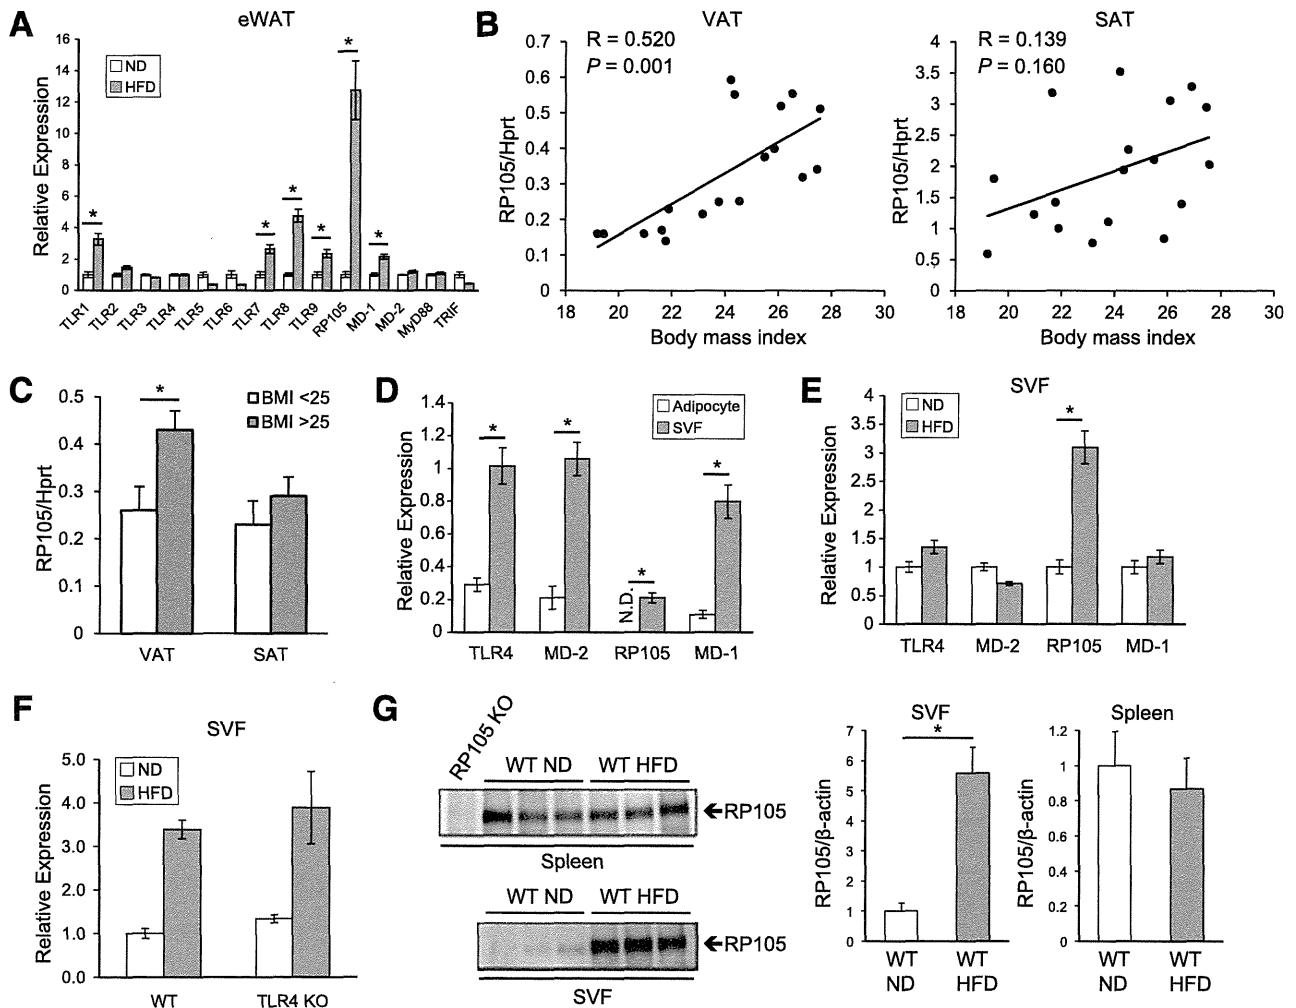 A
eWAT
16
14
12
10
8
6
4
2
0
Relative Expression
ND
HFD
*
*
*
*
*
*
TLR1
TLR2
TLR3
TLR4
TLR5
TLR6
TLR7
TLR8
TLR9
RP105
MD-1
MD-2
MyD88
TRIF
B
VAT
R = 0.520
P = 0.001
0.7
0.6
0.5
0.4
0.3
0.2
0.1
0
RP105/Hprt
18 20 22 24 26 28 30
Body mass index
SAT
R = 0.139
P = 0.160
4
3.5
3
2.5
2
1.5
1
0.5
0
RP105/Hprt
18 20 22 24 26 28 30
Body mass index
C
0.5
0.4
0.3
0.2
0.1
0
RP105/Hprt
*
BMI <25
BMI >25
VAT SAT
D
1.4
1.2
1
0.8
0.6
0.4
0.2
0
Relative Expression
Adipocyte
SVF
*
*
*
*
N.D.
TLR4 MD-2 RP105 MD-1
E
SVF
4
3.5
3
2.5
2
1.5
1
0.5
0
Relative Expression
ND
HFD
*
TLR4 MD-2 RP105 MD-1
F
SVF
5.0
4.0
3.0
2.0
1.0
0.0
Relative Expression
ND
HFD
WT TLR4 KO
G
RP105 KO
WT ND WT HFD
←RP105
Spleen
WT ND WT HFD
←RP105
SVF
SVF
7
6
5
4
3
2
1
0
RP105/β-actin
*
WT WT
ND HFD
Spleen
1.2
1
0.8
0.6
0.4
0.2
0
RP105/β-actin
WT WT
ND HFD